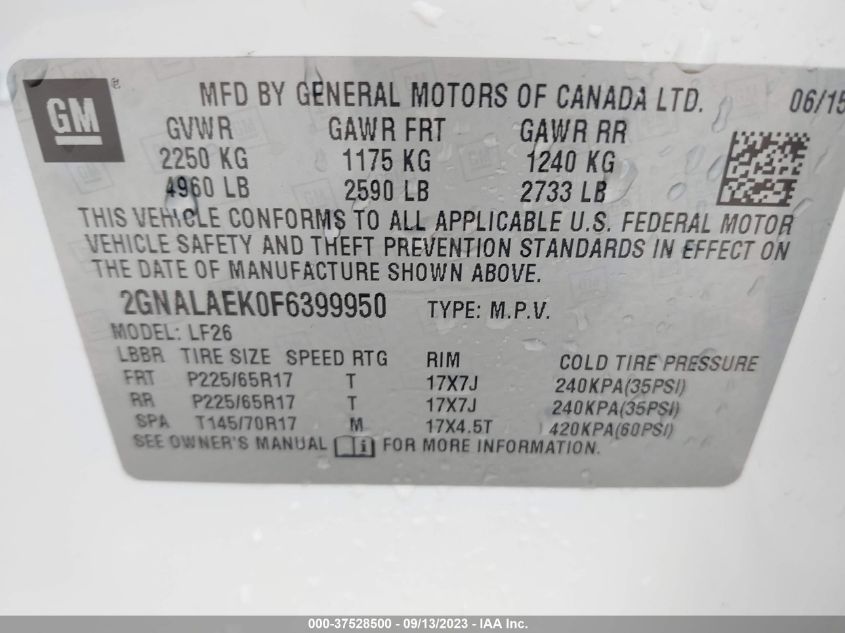 GM ® MFD BY GENERAL MOTORS OF CANADA LTD. 06/15
GVWR GAWR FRT GAWR RR
2250 KG 1175 KG 1240 KG
4960 LB 2590 LB 2733 LB
THIS VEHICLE CONFORMS TO ALL APPLICABLE U.S. FEDERAL MOTOR
VEHICLE SAFETY AND THEFT PREVENTION STANDARDS IN EFFECT ON
THE DATE OF MANUFACTURE SHOWN ABOVE.
2GNALAEK0F6399950 TYPE: M.P.V.
MODEL: LF26
LBBR TIRE SIZE SPEED RTG RIM COLD TIRE PRESSURE
FRT P225/65R17 T 17X7J 240KPA(35PSI)
RR P225/65R17 T 17X7J 240KPA(35PSI)
SPA T145/70R17 M 17X4.5T 420KPA(60PSI)
SEE OWNER'S MANUAL i FOR MORE INFORMATION.
000-37528500 - 09/13/2023 - IAA Inc.